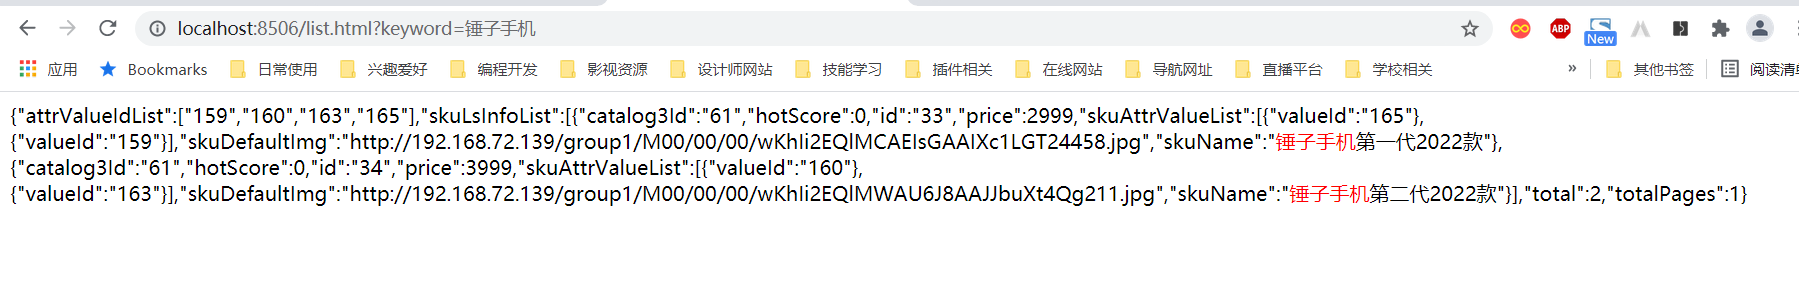 localhost:8506/list.html?keyword=锤子手机
ABP
New
应用 Bookmarks 日常使用 兴趣爱好 编程开发 影视资源 设计师网站 技能学习 插件相关 在线网站 导航网址 直播平台 学校相关 » 其他书签 阅读清单
{"attrValueIdList":["159","160","163","165"],"skuLsInfoList":[{"catalog3Id":"61","hotScore":0,"id":"33","price":2999,"skuAttrValueList":[{"valueId":"165"},
{"valueId":"159"}],"skuDefaultImg":"http://192.168.72.139/group1/M00/00/00/wKhIi2EQlMCAEIsGAAIXc1LGT24458.jpg","skuName":"锤子手机第一代2022款"},
{"catalog3Id":"61","hotScore":0,"id":"34","price":3999,"skuAttrValueList":[{"valueId":"160"},
{"valueId":"163"}],"skuDefaultImg":"http://192.168.72.139/group1/M00/00/00/wKhIi2EQlMWAU6J8AAJJbuXt4Qg211.jpg","skuName":"锤子手机第二代2022款"}],"total":2,"totalPages":1}